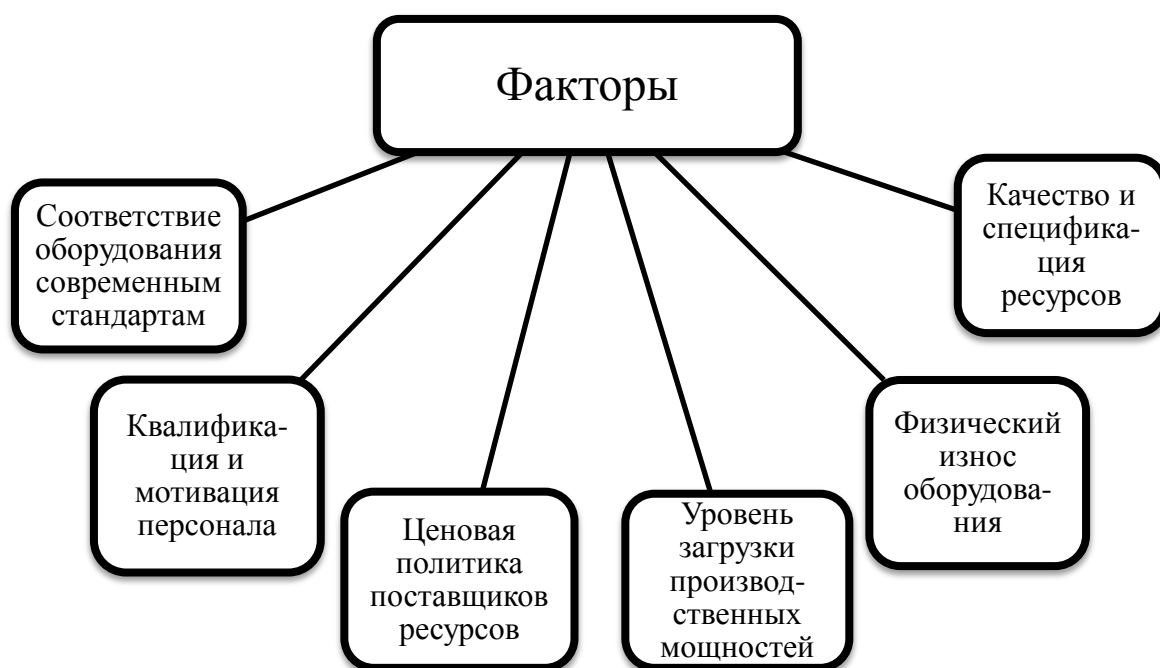 Факторы
Соответствие
оборудования
современным
стандартам
Квалифика-
ция и
мотивация
персонала
Ценовая
политика
поставщиков
ресурсов
Уровень
загрузки
производ-
ственных
мощностей
Физический
износ
оборудова-
ния
Качество и
специфика-
ция
ресурсов